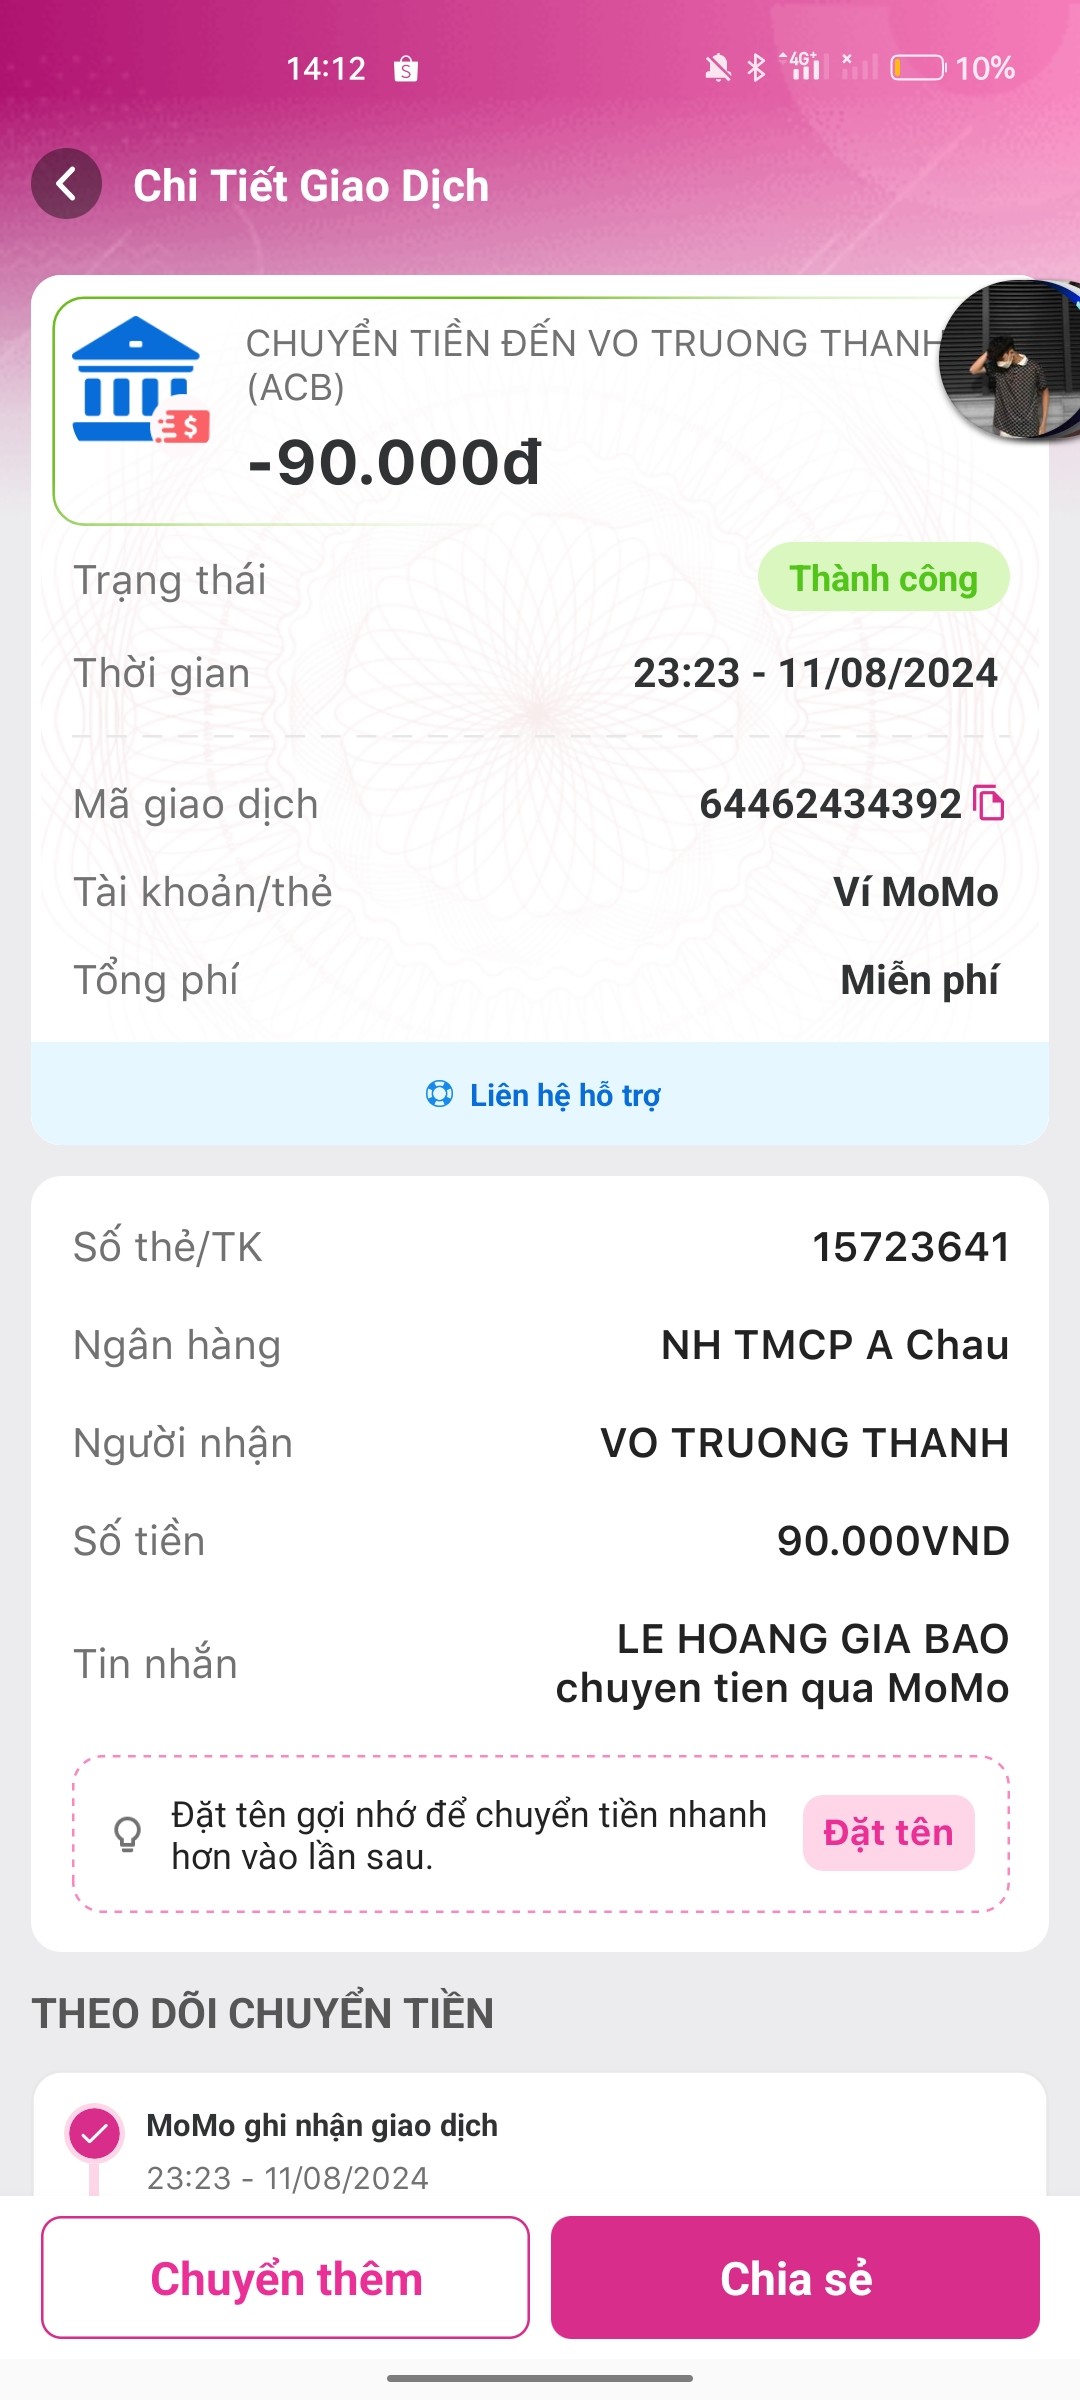 14:12
4G+
10%
Chi Tiết Giao Dịch
CHUYỂN TIỀN ĐẾN VO TRUONG THANH
(ACB)
-90.000đ
Trạng thái
Thành công
Thời gian
23:23 - 11/08/2024
Mã giao dịch
64462434392
Tài khoản/thẻ
Ví MoMo
Tổng phí
Miễn phí
Liên hệ hỗ trợ
Số thẻ/TK
15723641
Ngân hàng
NH TMCP A Chau
Người nhận
VO TRUONG THANH
Số tiền
90.000VND
Tin nhắn
LE HOANG GIA BAO
chuyen tien qua MoMo
Đặt tên gợi nhớ để chuyển tiền nhanh
hơn vào lần sau.
Đặt tên
THEO DÕI CHUYỂN TIỀN
MoMo ghi nhận giao dịch
23:23 - 11/08/2024
Chuyển thêm
Chia sẻ